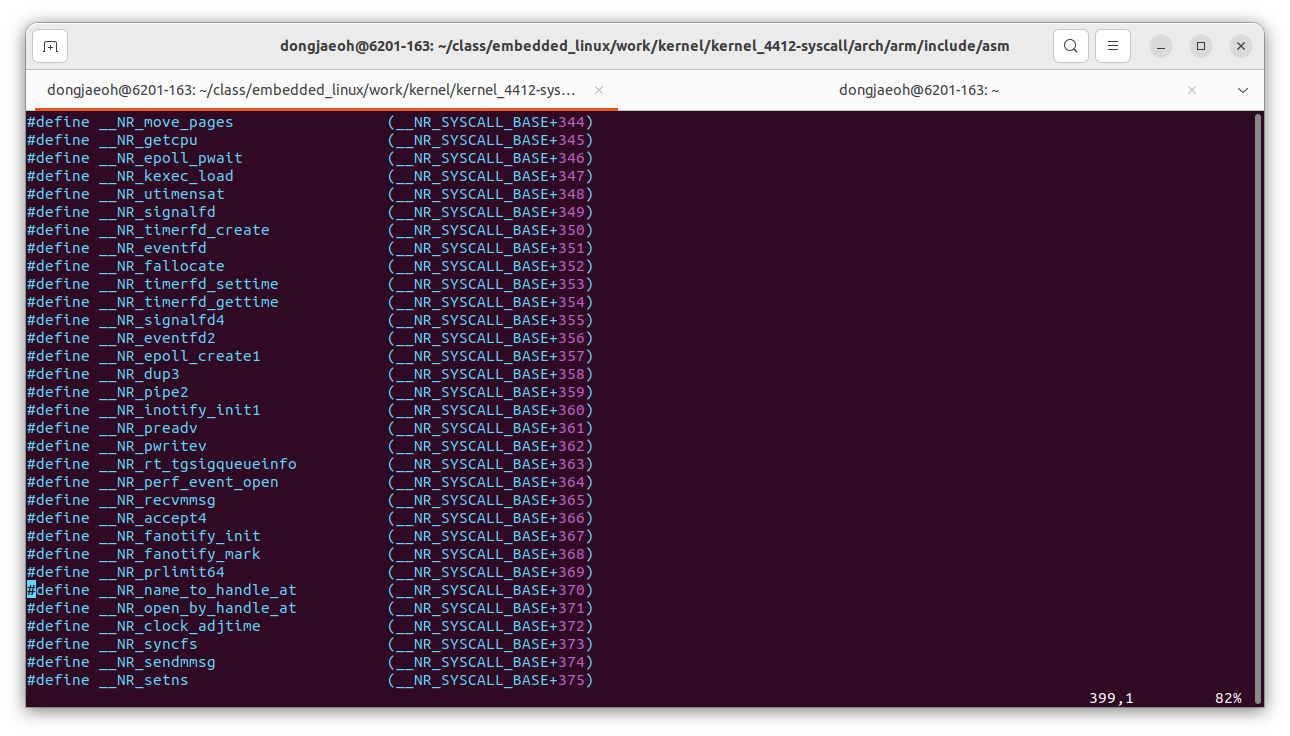 dongjaeoh@6201-163: ~/class/embedded_linux/work/kernel/kernel_4412-syscall/arch/arm/include/asm
dongjaeoh@6201-163: ~/class/embedded_linux/work/kernel/kernel_4412-sys... dongjaeoh@6201-163: ~
#define __NR_move_pages (__NR_SYSCALL_BASE+344)
#define __NR_getcpu (__NR_SYSCALL_BASE+345)
#define __NR_epoll_pwait (__NR_SYSCALL_BASE+346)
#define __NR_kexec_load (__NR_SYSCALL_BASE+347)
#define __NR_utimensat (__NR_SYSCALL_BASE+348)
#define __NR_signalfd (__NR_SYSCALL_BASE+349)
#define __NR_timerfd_create (__NR_SYSCALL_BASE+350)
#define __NR_eventfd (__NR_SYSCALL_BASE+351)
#define __NR_fallocate (__NR_SYSCALL_BASE+352)
#define __NR_timerfd_settime (__NR_SYSCALL_BASE+353)
#define __NR_timerfd_gettime (__NR_SYSCALL_BASE+354)
#define __NR_signalfd4 (__NR_SYSCALL_BASE+355)
#define __NR_eventfd2 (__NR_SYSCALL_BASE+356)
#define __NR_epoll_create1 (__NR_SYSCALL_BASE+357)
#define __NR_dup3 (__NR_SYSCALL_BASE+358)
#define __NR_pipe2 (__NR_SYSCALL_BASE+359)
#define __NR_inotify_init1 (__NR_SYSCALL_BASE+360)
#define __NR_preadv (__NR_SYSCALL_BASE+361)
#define __NR_pwritev (__NR_SYSCALL_BASE+362)
#define __NR_rt_tgsigqueueinfo (__NR_SYSCALL_BASE+363)
#define __NR_perf_event_open (__NR_SYSCALL_BASE+364)
#define __NR_recvmmsg (__NR_SYSCALL_BASE+365)
#define __NR_accept4 (__NR_SYSCALL_BASE+366)
#define __NR_fanotify_init (__NR_SYSCALL_BASE+367)
#define __NR_fanotify_mark (__NR_SYSCALL_BASE+368)
#define __NR_prlimit64 (__NR_SYSCALL_BASE+369)
#define __NR_name_to_handle_at (__NR_SYSCALL_BASE+370)
#define __NR_open_by_handle_at (__NR_SYSCALL_BASE+371)
#define __NR_clock_adjtime (__NR_SYSCALL_BASE+372)
#define __NR_syncfs (__NR_SYSCALL_BASE+373)
#define __NR_sendmmsg (__NR_SYSCALL_BASE+374)
#define __NR_setns (__NR_SYSCALL_BASE+375)
399,1 82%